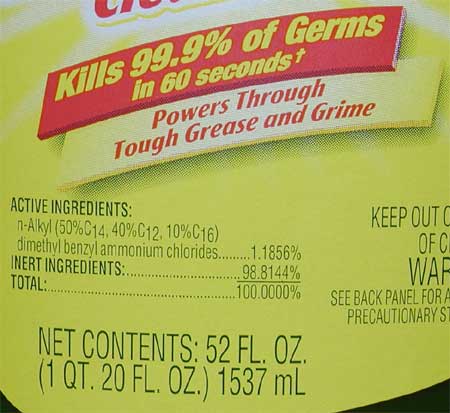 Kills 99.9% of Germs
in 60 seconds†
Powers Through
Tough Grease and Grime
ACTIVE INGREDIENTS:
n-Alkyl (50%C14, 40%C12, 10%C16)
dimethyl benzyl ammonium chlorides........1.1856%
INERT INGREDIENTS:.............................98.8144%
TOTAL:...............................................100.0000%
KEEP OUT
OF
SEE BACK PANEL FOR
PRECAUTIONARY
NET CONTENTS: 52 FL. OZ.
(1 QT. 20 FL. OZ.) 1537 mL